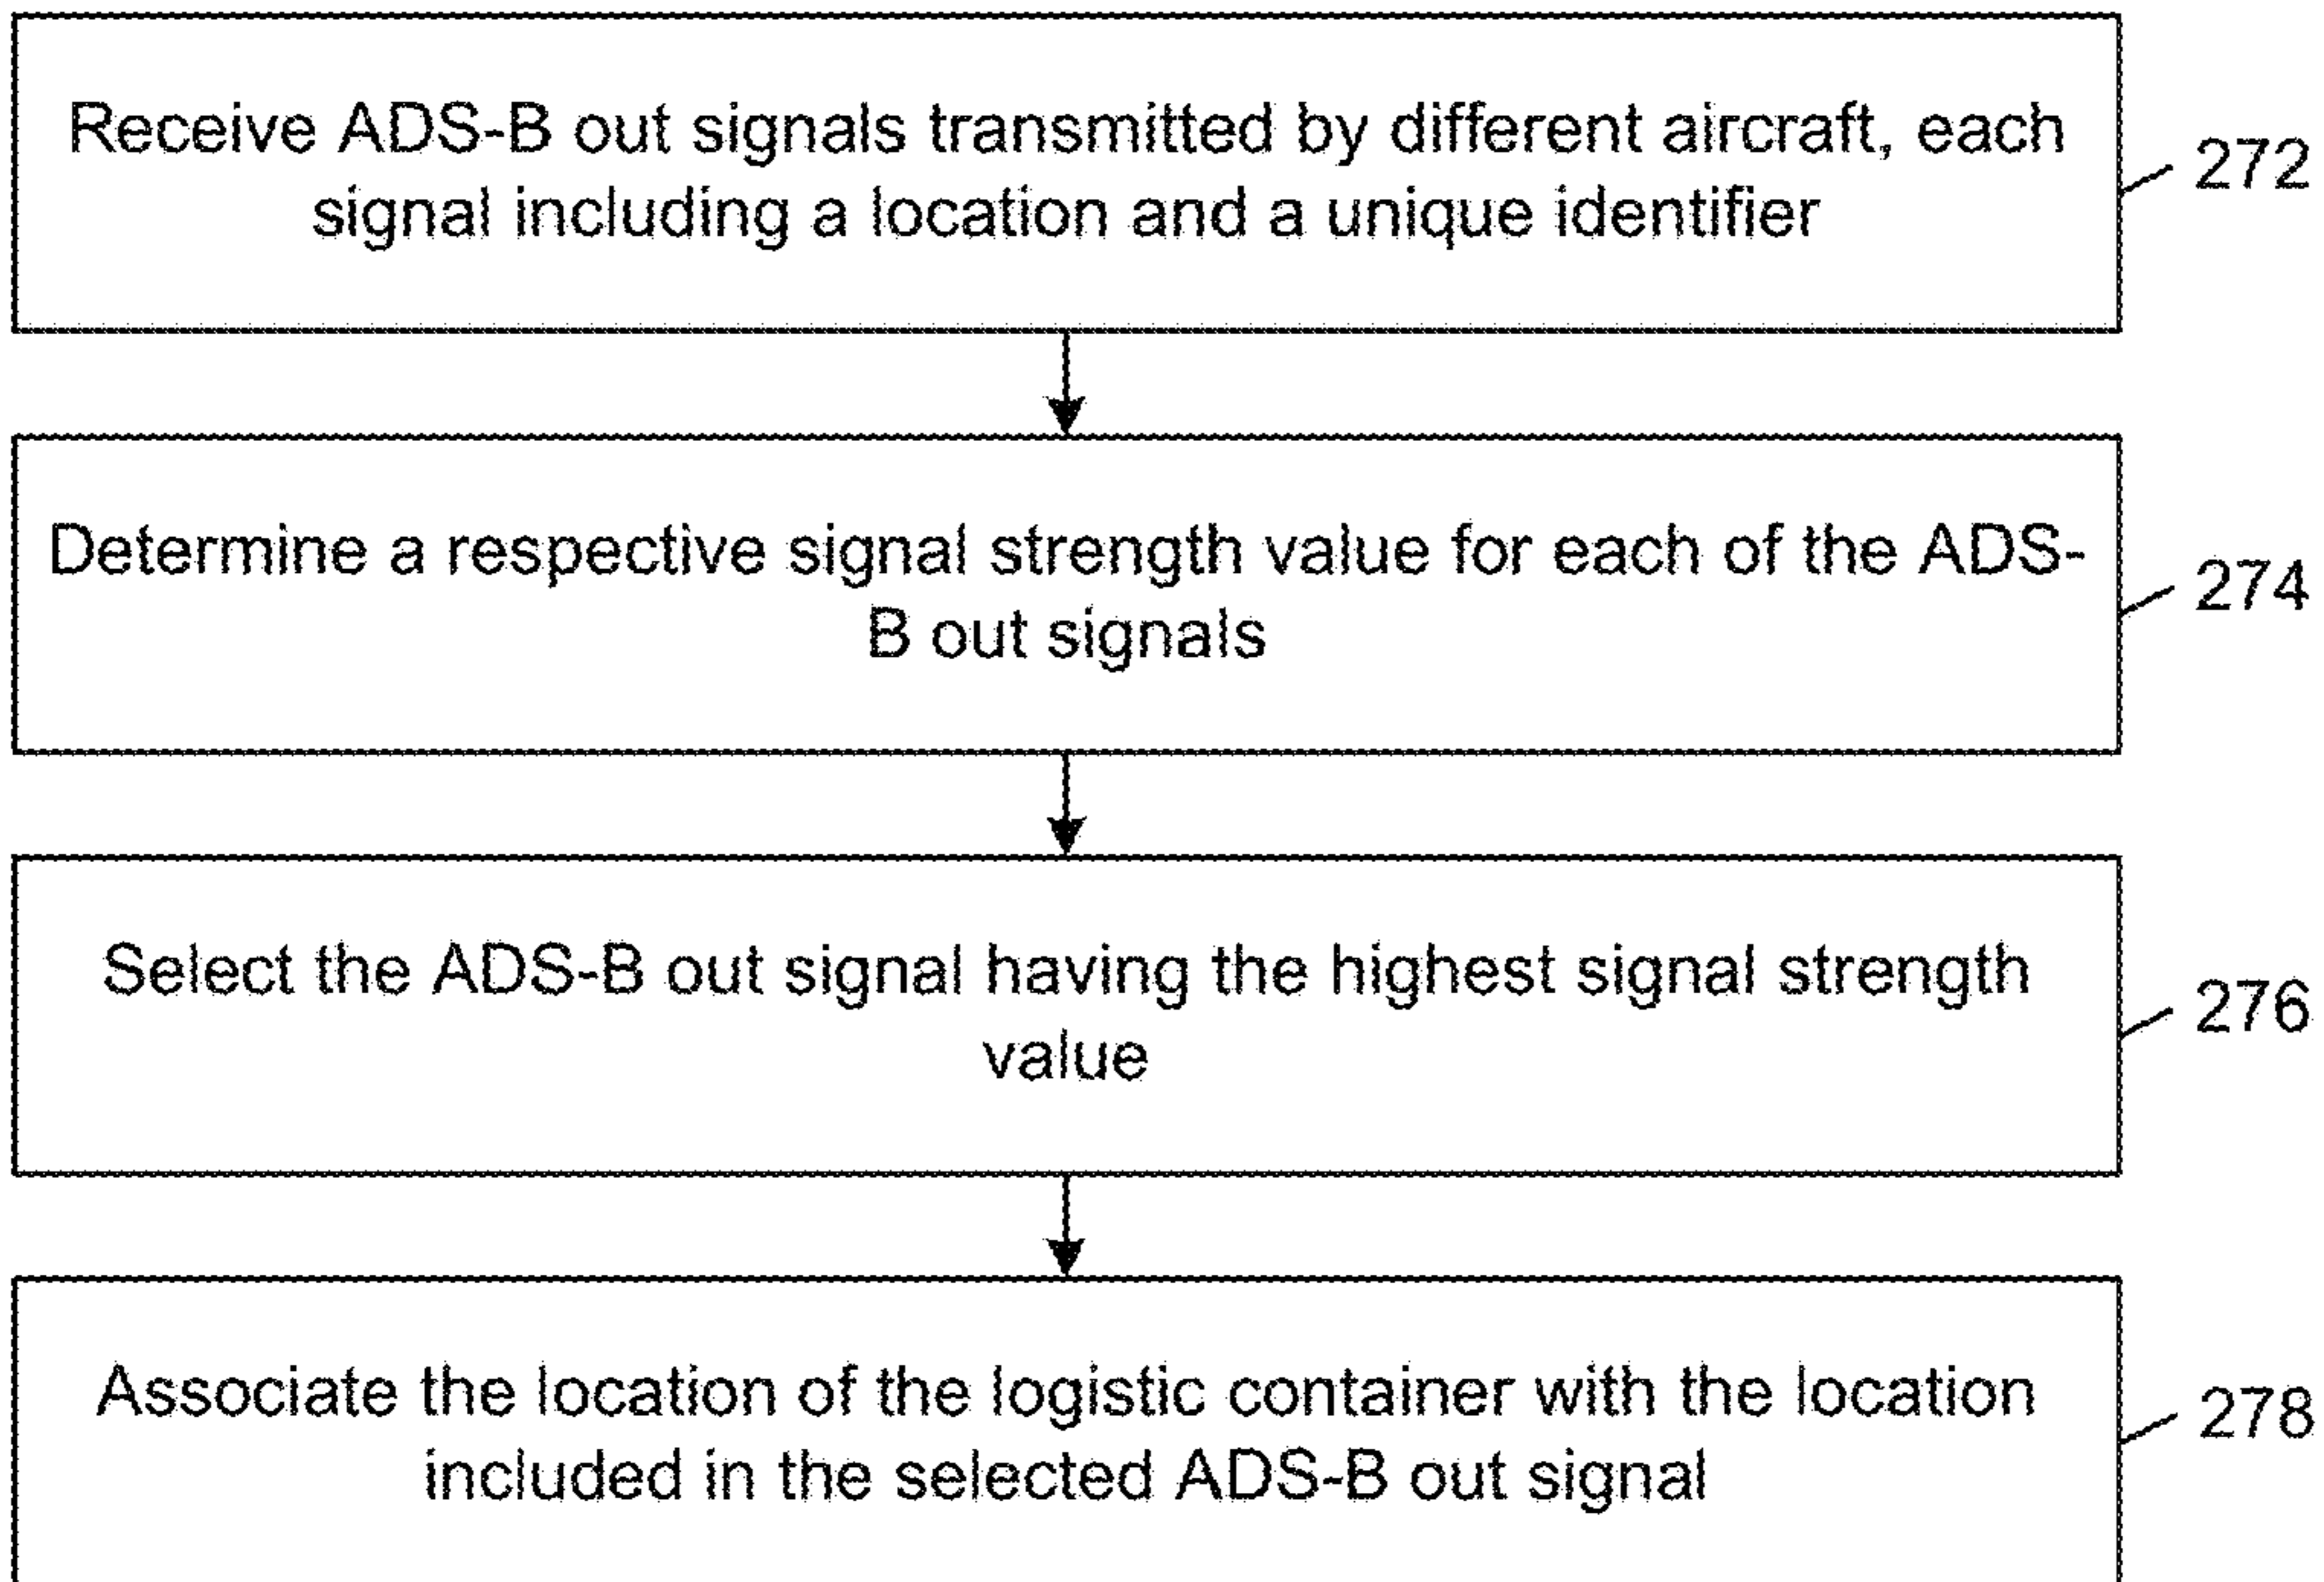 Receive ADS-B out signals transmitted by different aircraft, each
signal including a location and a unique identifier
272
Determine a respective signal strength value for each of the ADS-
B out signals
274
Select the ADS-B out signal having the highest signal strength
value
276
Associate the location of the logistic container with the location
included in the selected ADS-B out signal
278